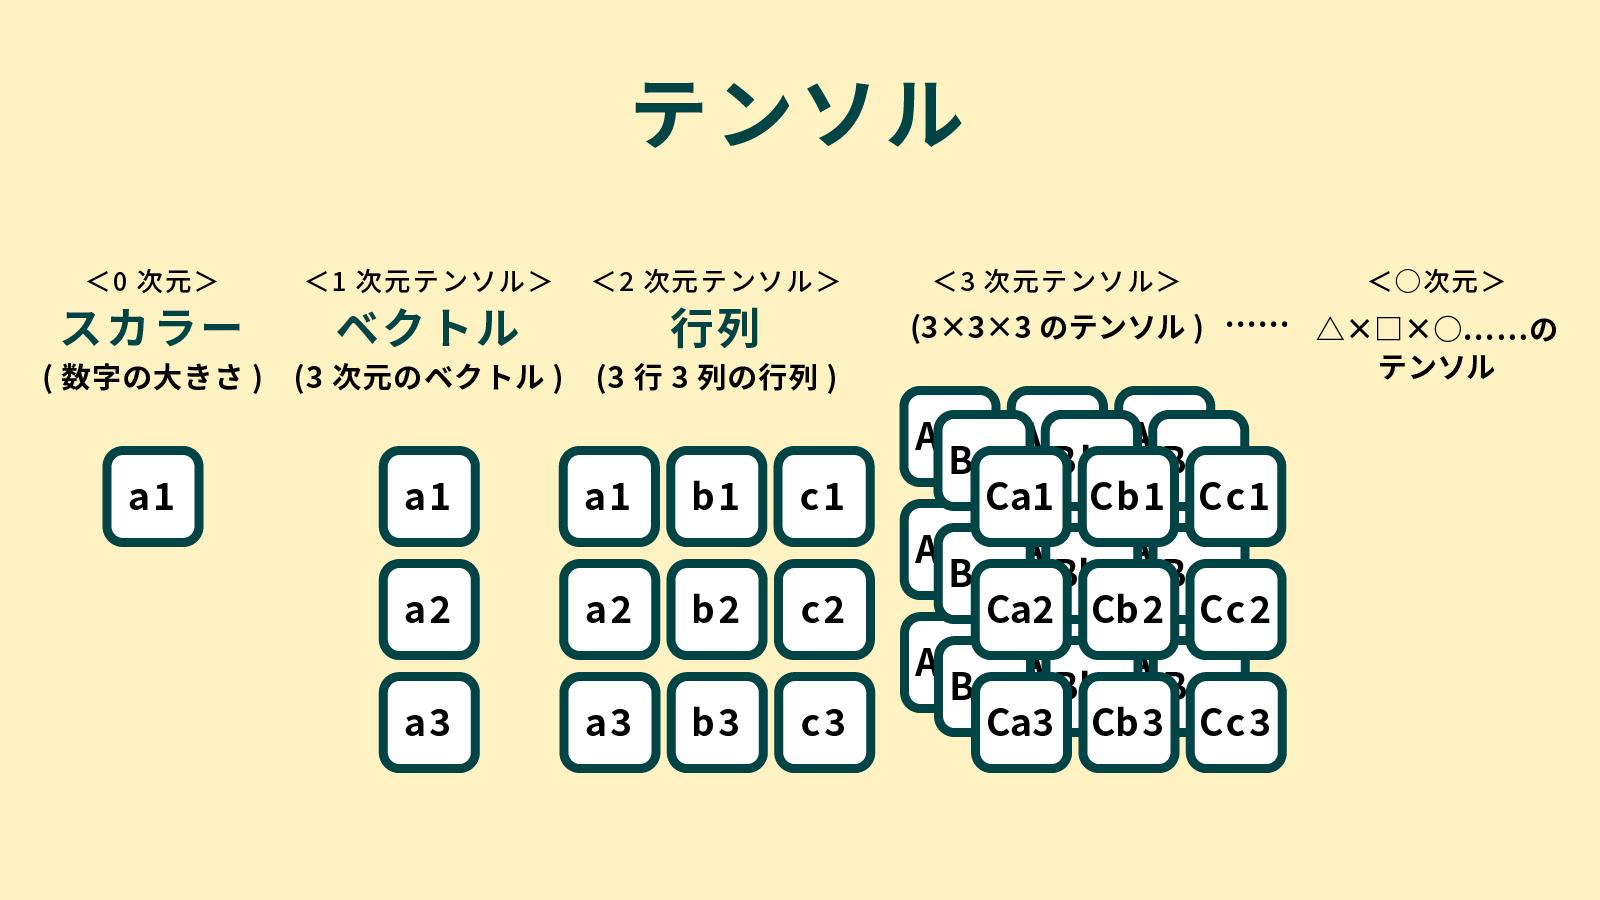 テンソル
＜0 次元＞
スカラー
( 数字の大きさ )
a1
＜1 次元テンソル＞
ベクトル
(3 次元のベクトル )
a1
a2
a3
＜2 次元テンソル＞
行列
(3 行 3 列の行列 )
a1 b1 c1
a2 b2 c2
a3 b3 c3
＜3 次元テンソル＞
(3×3×3 のテンソル )
Ca1 Cb1 Cc1
Ca2 Cb2 Cc2
Ca3 Cb3 Cc3
……
＜○次元＞
△×□×○……の
テンソル